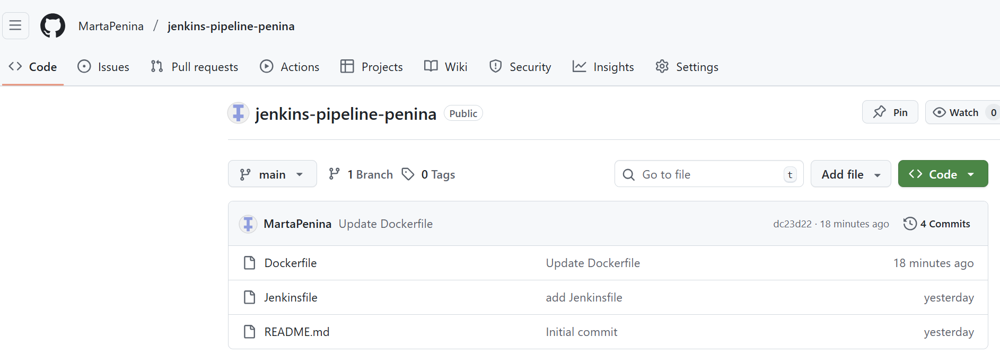 MartaPenina / jenkins-pipeline-penina
Code Issues Pull requests Actions Projects Wiki Security Insights Settings
jenkins-pipeline-penina Public Pin Watch 0
main 1 Branch 0 Tags Go to file t Add file Code
MartaPenina Update Dockerfile dc23d22 · 18 minutes ago 4 Commits
Dockerfile Update Dockerfile 18 minutes ago
Jenkinsfile add Jenkinsfile yesterday
README.md Initial commit yesterday